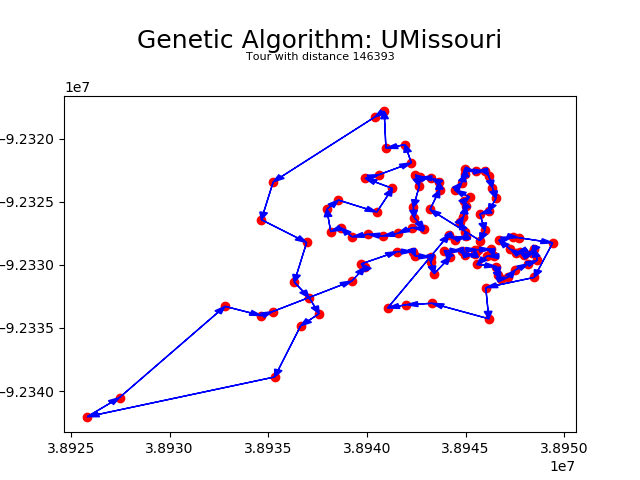 Genetic Algorithm: UMissouri
Tour with distance 146393
1e7
−9.2320
−9.2325
−9.2330
−9.2335
−9.2340
3.8925 3.8930 3.8935 3.8940 3.8945 3.8950
1e7